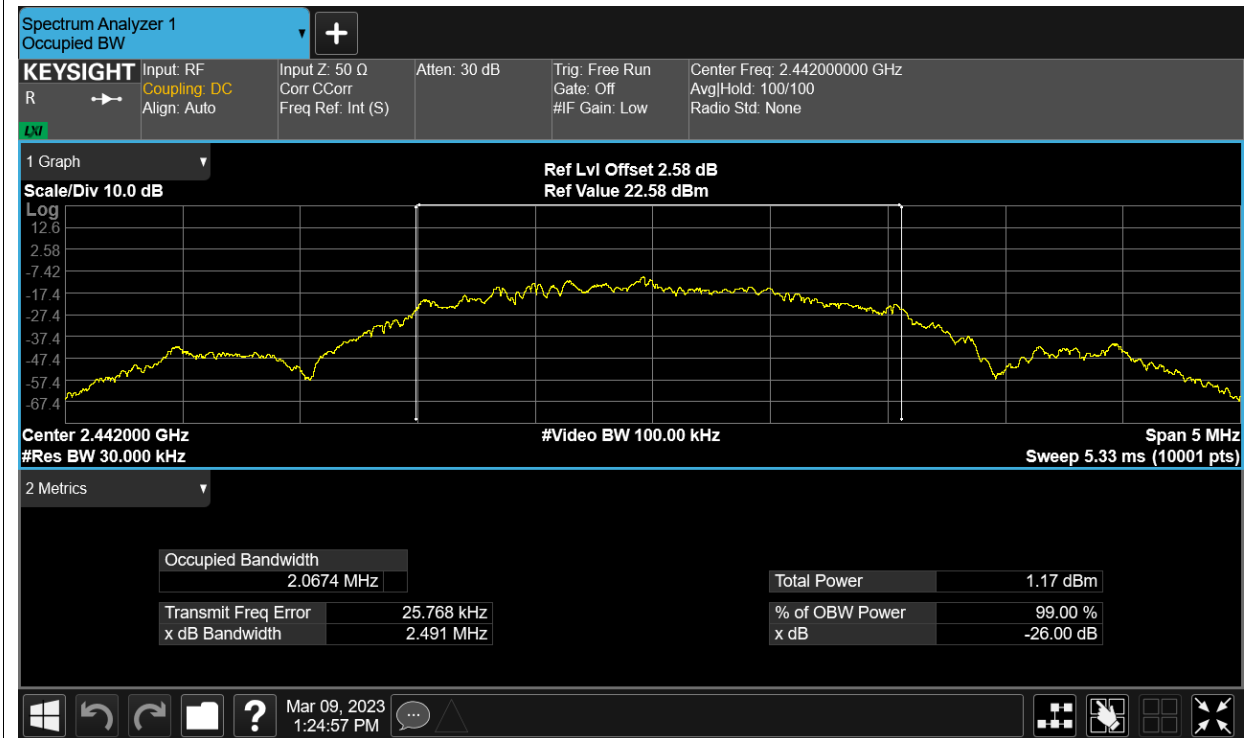 Spectrum Analyzer 1
Occupied BW
KEYSIGHT
R
LXI
Input: RF
Coupling: DC
Align: Auto
Input Z: 50 Ω
Corr CCorr
Freq Ref: Int (S)
Atten: 30 dB
Trig: Free Run
Gate: Off
#IF Gain: Low
Center Freq: 2.442000000 GHz
Avg|Hold: 100/100
Radio Std: None
1 Graph
Scale/Div 10.0 dB
Ref Lvl Offset 2.58 dB
Ref Value 22.58 dBm
Log
12.6
2.58
-7.42
-17.4
-27.4
-37.4
-47.4
-57.4
-67.4
Center 2.442000 GHz
#Video BW 100.00 kHz
Span 5 MHz
#Res BW 30.000 kHz
Sweep 5.33 ms (10001 pts)
2 Metrics
Occupied Bandwidth
2.0674 MHz
Transmit Freq Error 25.768 kHz
x dB Bandwidth 2.491 MHz
Total Power 1.17 dBm
% of OBW Power 99.00 %
x dB -26.00 dB
?
Mar 09, 2023
1:24:57 PM